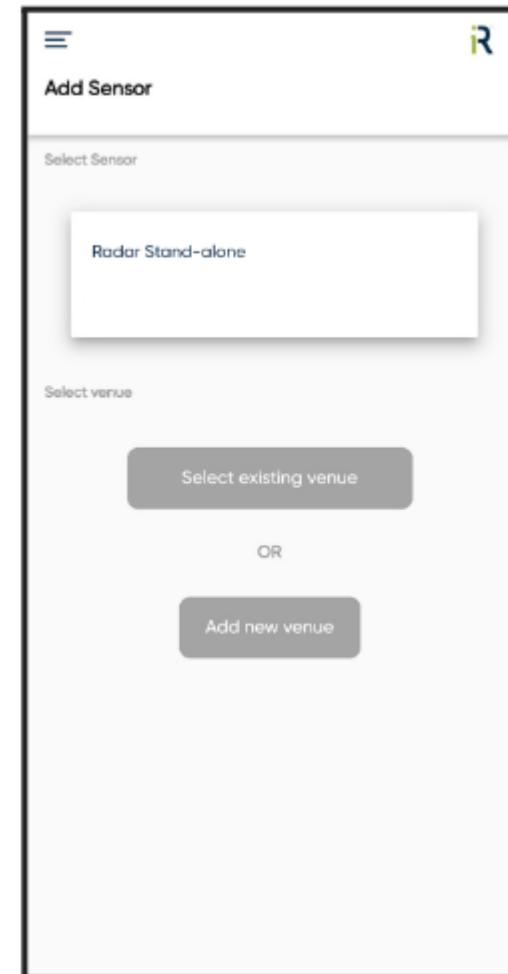 iR
Add Sensor
Select Sensor
Radar Stand-alone
Select venue
Select existing venue
OR
Add new venue